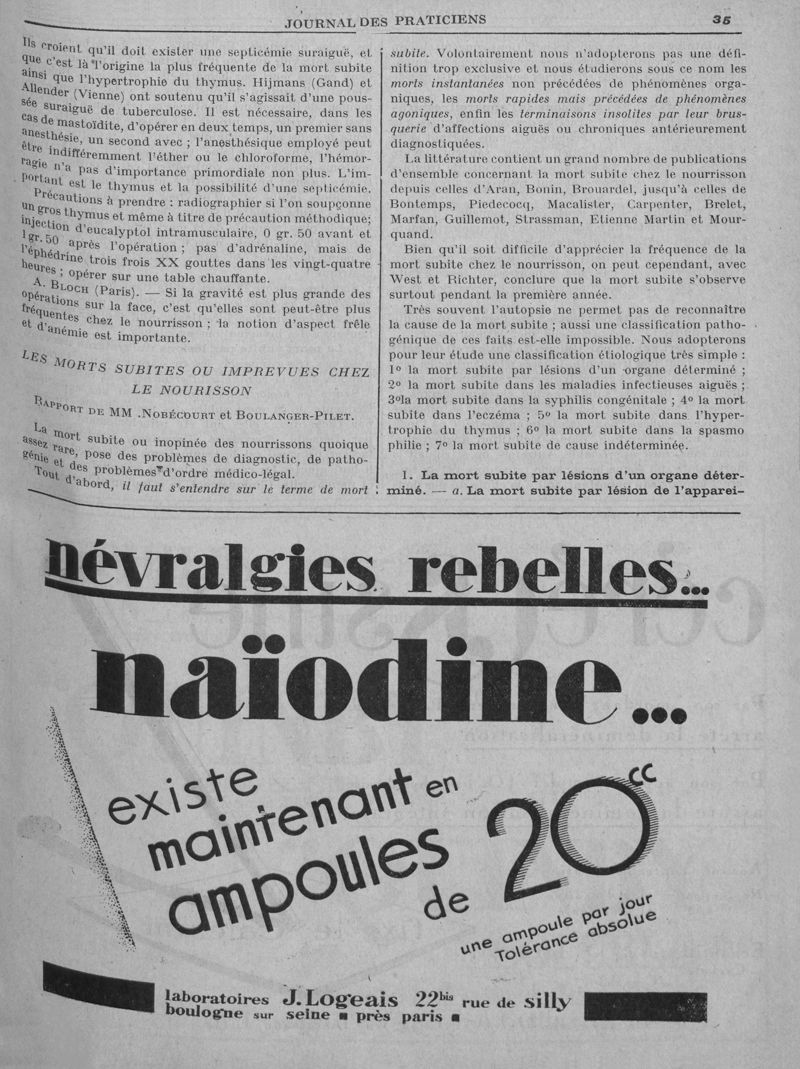 JOURNAL DES PRATICIENS
35
Ils croient qu'il doit exister une septicémie suraiguë, et
que c'est là l'origine la plus fréquente de la mort subite
ainsi que l'hypertrophie du thymus. Hijmans (Gand) et
Allender (Vienne) ont soutenu qu'il s'agissait d'une pous-
sée suraiguë de tuberculose. Il est nécessaire, dans les
cas de mastoïdite, d'opérer en deux temps, un premier sans
anesthésie, un second avec ; l'anesthésique employé peut
être indifféremment l'éther ou le chloroforme, l'hémor-
ragie n'a pas d'importance primordiale non plus. L'im-
portant est le thymus et la possibilité d'une septicémie.
Précautions à prendre : radiographier si l'on soupçonne
un gros thymus et même à titre de précaution méthodique;
injection d'eucalyptol intramusculaire, 0 gr. 50 avant et
1 gr. 50 après l'opération ; pas d'adrénaline, mais de
l'éphédrine trois frois XX gouttes dans les vingt-quatre
heures ; opérer sur une table chauffante.
A. BLOCH (Paris). — Si la gravité est plus grande des
opérations sur la face, c'est qu'elles sont peut-être plus
fréquentes chez le nourrisson ; la notion d'aspect frêle
et d'anémie est importante.
LES MORTS SUBITES OU IMPREVUES CHEZ
LE NOURISSON
RAPPORT DE MM .NOBÉCOURT et BOULANGER-PILET.
La mort subite ou inopinée des nourrissons quoique
assez rare, pose des problèmes de diagnostic, de patho-
génie et des problèmes d'ordre médico-légal.
Tout d'abord, il faut s'entendre sur le terme de mort
subite. Volontairement nous n'adopterons pas une défi-
nition trop exclusive et nous étudierons sous ce nom les
morts instantanées non précédées de phénomènes orga-
niques, les morts rapides mais précédées de phénomènes
agoniques, enfin les terminaisons insolites par leur brus-
querie d'affections aiguës ou chroniques antérieurement
diagnostiquées.
La littérature contient un grand nombre de publications
d'ensemble concernant la mort subite chez le nourrisson
depuis celles d'Aran, Bonin, Brouardel, jusqu'à celles de
Bontemps, Piedecocq, Macalister, Carpenter, Brelet,
Marfan, Guillemot, Strassman, Etienne Martin et Mour-
quand.
Bien qu'il soit difficile d'apprécier la fréquence de la
mort subite chez le nourrisson, on peut cependant, avec
West et Richter, conclure que la mort subite s'observe
surtout pendant la première année.
Très souvent l'autopsie ne permet pas de reconnaître
la cause de la mort subite ; aussi une classification patho-
génique de ces faits est-elle impossible. Nous adopterons
pour leur étude une classification étiologique très simple :
1º la mort subite par lésions d'un organe déterminé ;
2º la mort subite dans les maladies infectieuses aiguës ;
3ºla mort subite dans la syphilis congénitale ; 4º la mort
subite dans l'eczéma ; 5º la mort subite dans l'hyper-
trophie du thymus ; 6º la mort subite dans la spasmo
philie ; 7º la mort subite de cause indéterminée.
I. La mort subite par lésions d'un organe déter-
miné. — a. La mort subite par lésion de l'apparei-
névralgies rebelles...
naïodine...
existe
maintenant en
ampoules
de 20cc
une ampoule par jour
Tolérance absolue
laboratoires J. Logeais 22bis rue de silly
boulogne sur seine ■ près paris ■